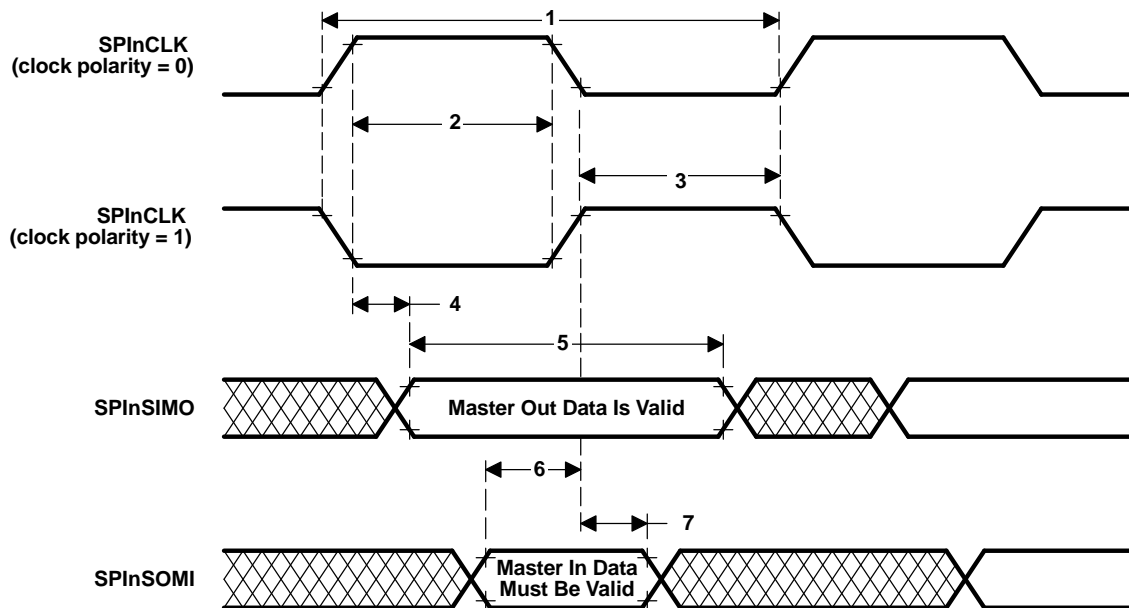 1
SPInCLK
(clock polarity = 0)
2
3
SPInCLK
(clock polarity = 1)
4
5
SPInSIMO
Master Out Data Is Valid
6
7
SPInSOMI
Master In Data
Must Be Valid